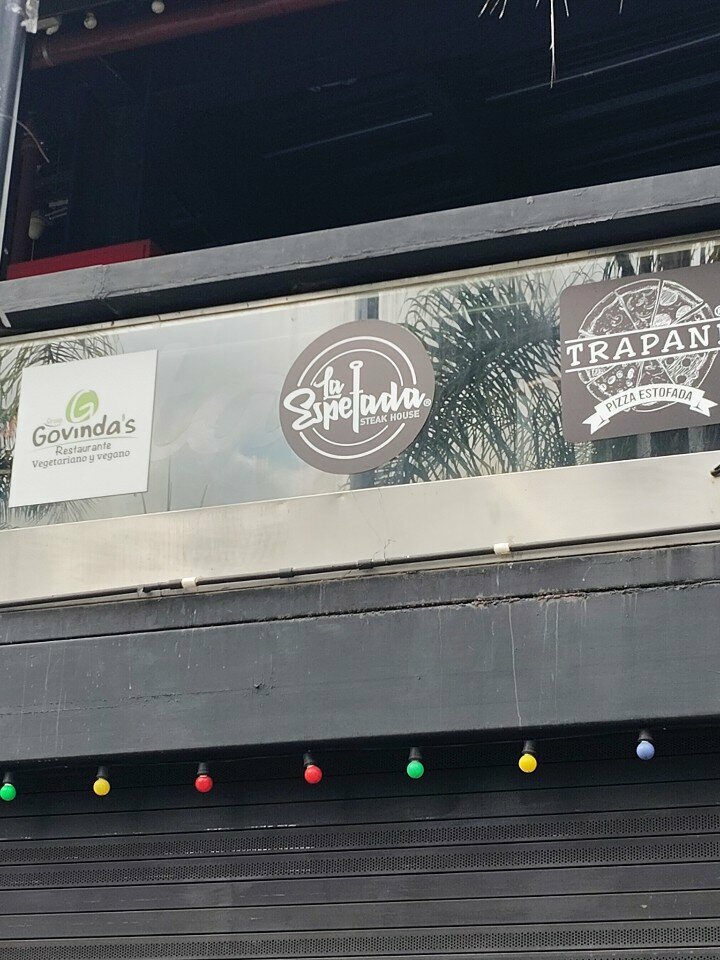 Govinda's
Restaurante
Vegetariano y vegano
La
Espetada®
STEAK HOUSE
TRAPANI
PIZZA ESTOFADA